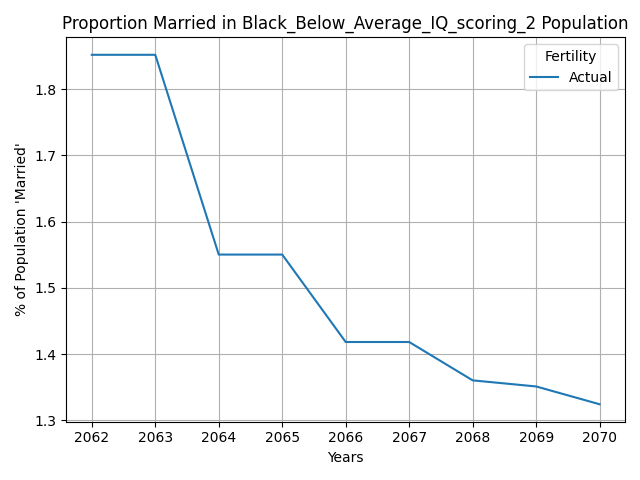 Proportion Married in Black_Below_Average_IQ_scoring_2 Population
Fertility
Actual
% of Population 'Married'
1.8
1.7
1.6
1.5
1.4
1.3
2062 2063 2064 2065 2066 2067 2068 2069 2070
Years